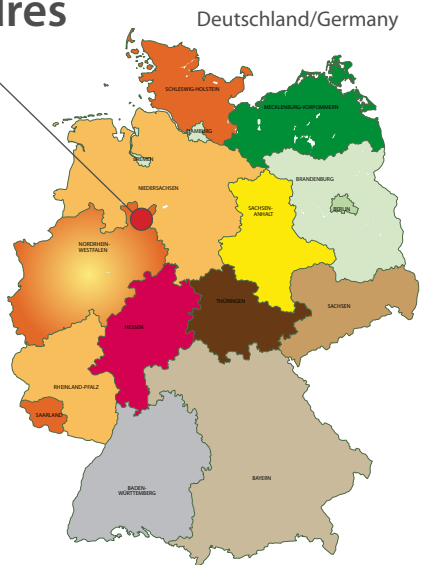 dres
Deutschland/Germany
SCHLESWIG-HOLSTEIN
MECKLENBURG-VORPOMMERN
HAMBURG
BREMEN
NIEDERSACHSEN
BRANDENBURG
BERLIN
SACHSEN-
ANHALT
NORDRHEIN-
WESTFALEN
THÜRINGEN
SACHSEN
HESSEN
RHEINLAND-PFALZ
SAARLAND
BAYERN
BADEN-
WÜRTTEMBERG